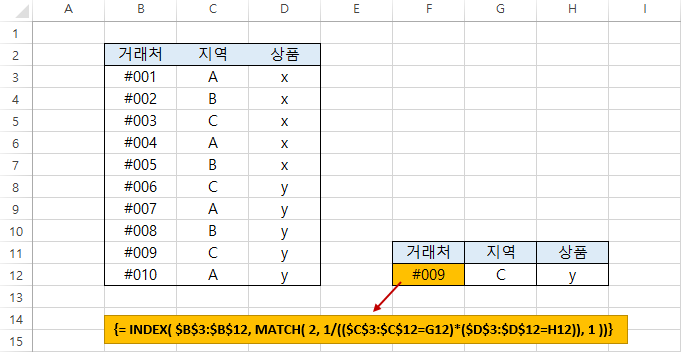 A B C D E F G H I
1
2 거래처 지역 상품
3 #001 A x
4 #002 B x
5 #003 C x
6 #004 A x
7 #005 B x
8 #006 C y
9 #007 A y
10 #008 B y
11 #009 C y 거래처 지역 상품
12 #010 A y #009 C y
13
14
{= INDEX( $B$3:$B$12, MATCH( 2, 1/(($C$3:$C$12=G12)*($D$3:$D$12=H12)), 1 ))}
15